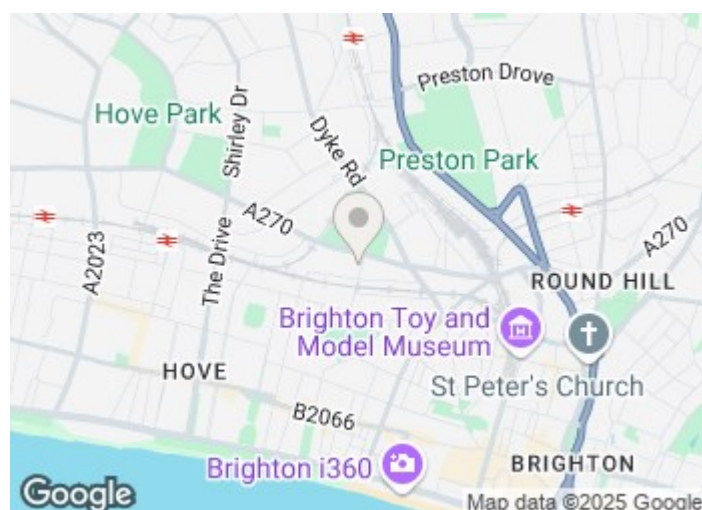 Preston Drove
Hove Park
Shirley Dr
Dyke Rd
Preston Park
A270
A270
A2023
The Drive
ROUND HILL
Brighton Toy and
Model Museum
HOVE
St Peter's Church
B2066
Brighton i360
BRIGHTON
Google
Map data ©2025 Google